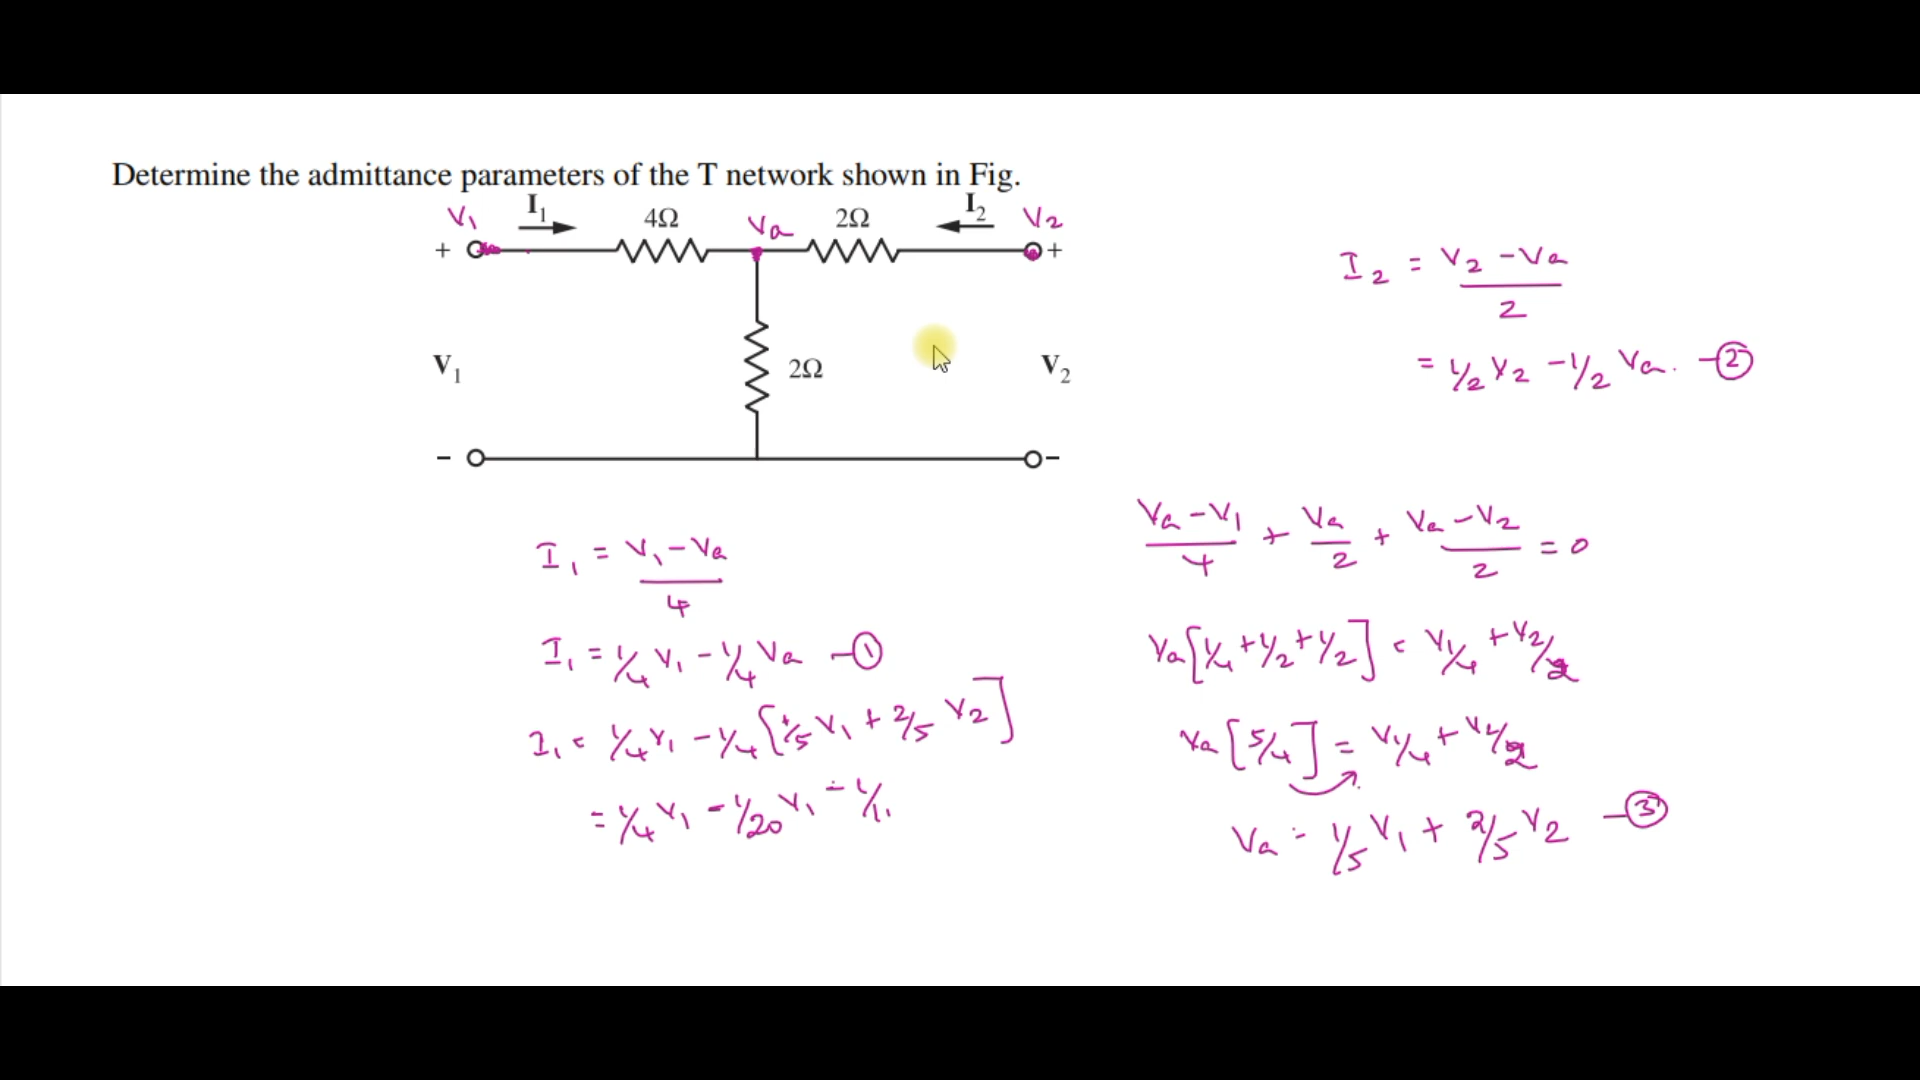 Determine the admittance parameters of the T network shown in Fig.
V₁ I₁ 4Ω Va 2Ω I₂ V₂
+ +
V₁ 2Ω V₂
- -
I₂ = V₂ - Va / 2
= 1/2 V₂ - 1/2 Va. - ②
I₁ = V₁ - Va / 4
I₁ = 1/4 V₁ - 1/4 Va - ①
I₁ = 1/4 V₁ - 1/4 [1/5 V₁ + 2/5 V₂]
= 1/4 V₁ - 1/20 V₁ - 1/1.
Va - V₁ / 4 + Va / 2 + Va - V₂ / 2 = 0
Va [1/4 + 1/2 + 1/2] = V₁/4 + V₂/2
Va [5/4] = V₁/4 + V₂/2
Va = 1/5 V₁ + 2/5 V₂ - ③